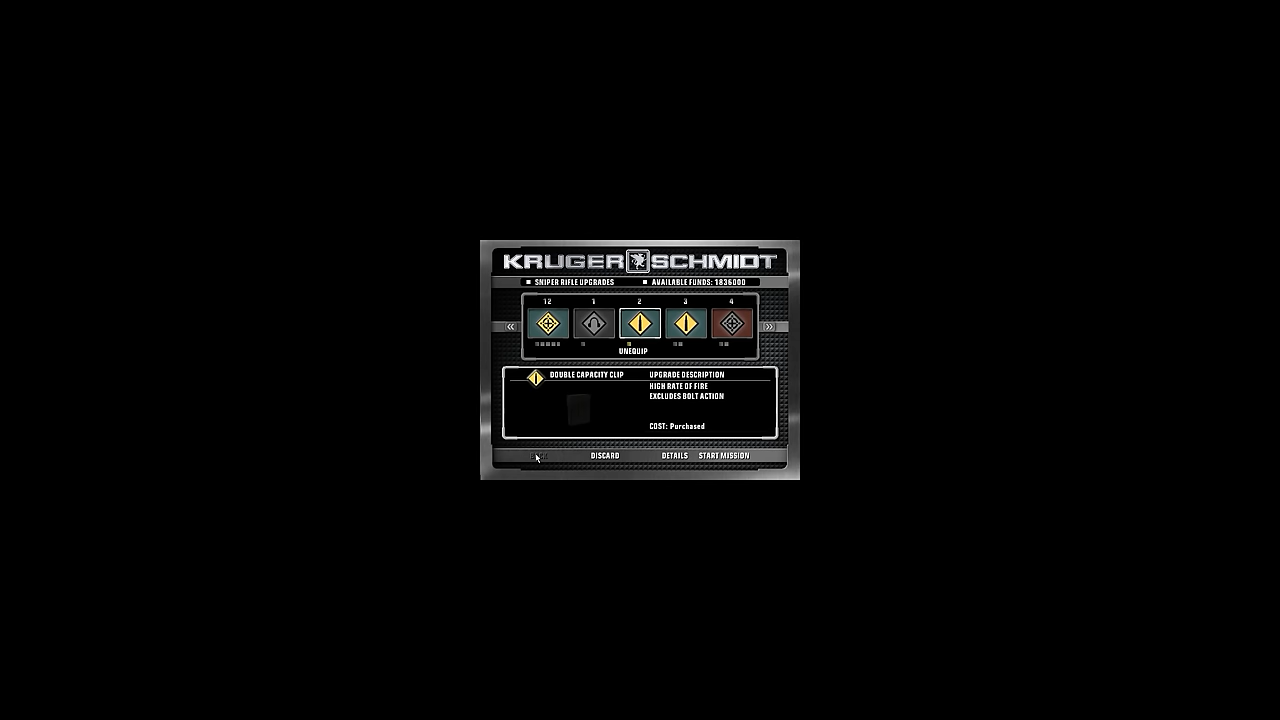 KRUGER SCHMIDT
SNIPER RIFLE UPGRADES AVAILABLE FUNDS: 1836000
12 1 2 3 4
UNEQUIP
DOUBLE CAPACITY CLIP UPGRADE DESCRIPTION
HIGH RATE OF FIRE
EXCLUDES BOLT ACTION
COST: Purchased
DISCARD DETAILS START MISSION